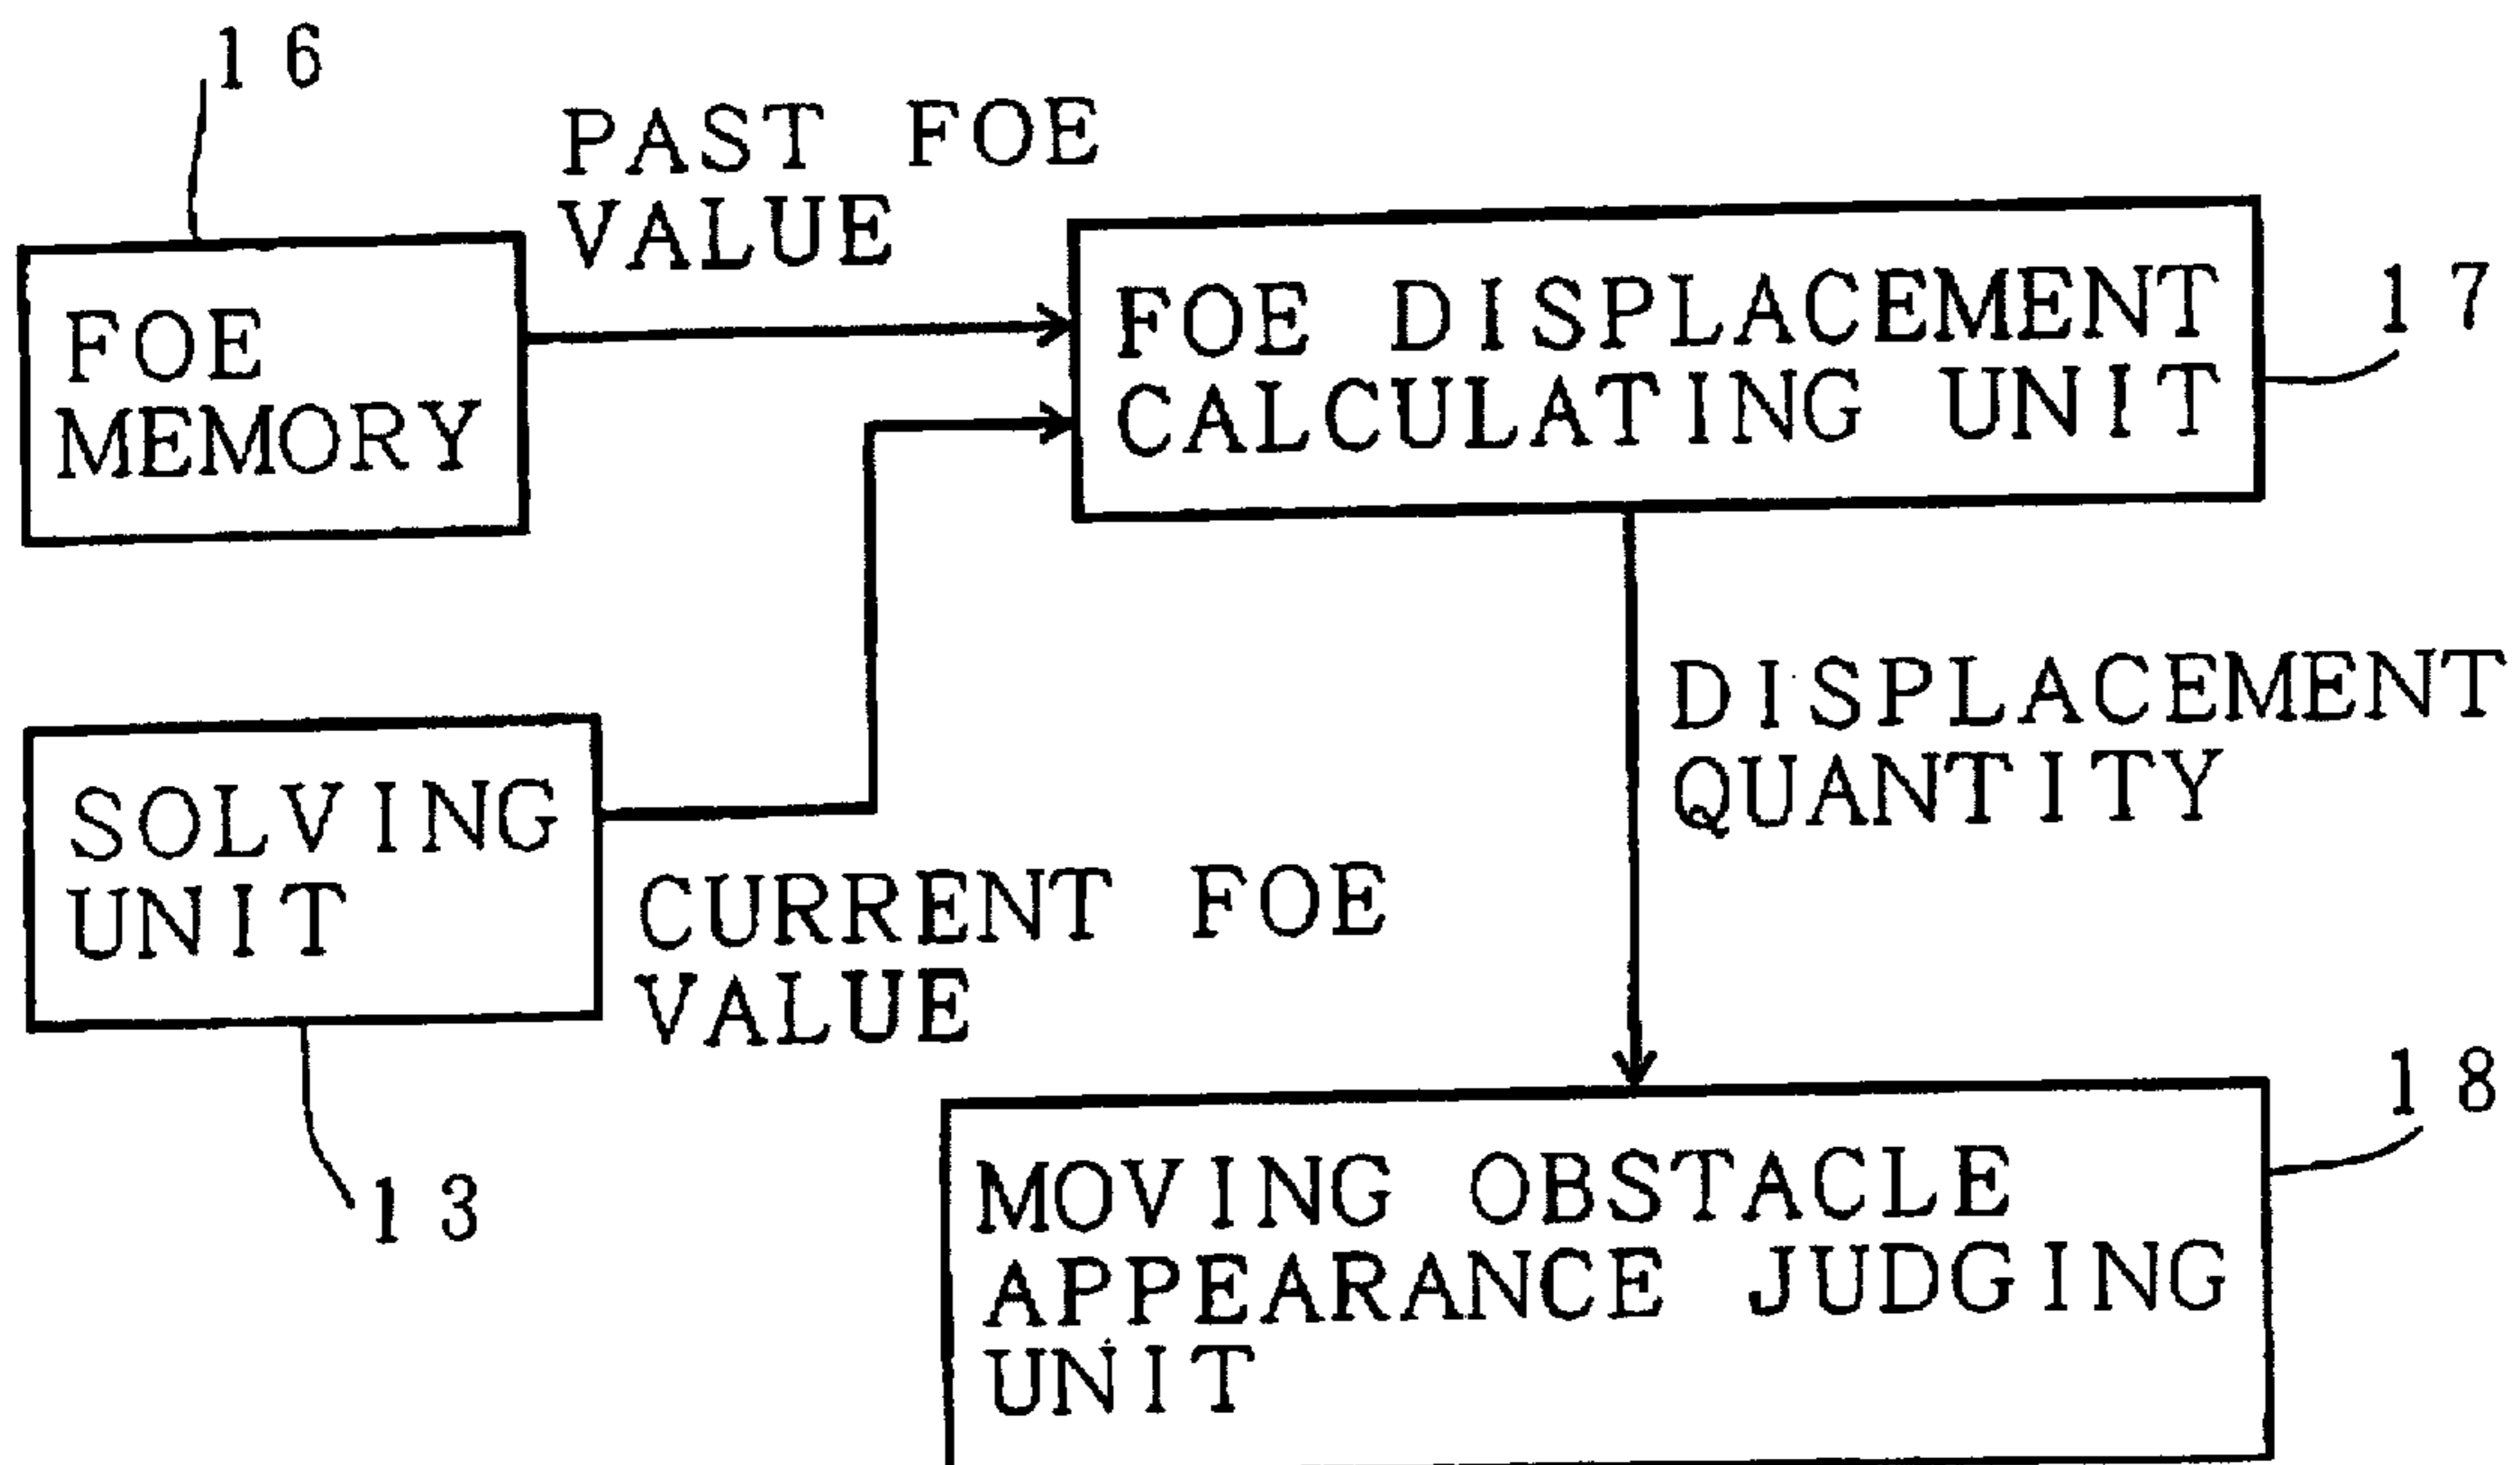 16
PAST FOE
VALUE
FOE
MEMORY
FOE DISPLACEMENT
CALCULATING UNIT
17
DISPLACEMENT
QUANTITY
SOLVING
UNIT
CURRENT FOE
VALUE
13
18
MOVING OBSTACLE
APPEARANCE JUDGING
UNIT